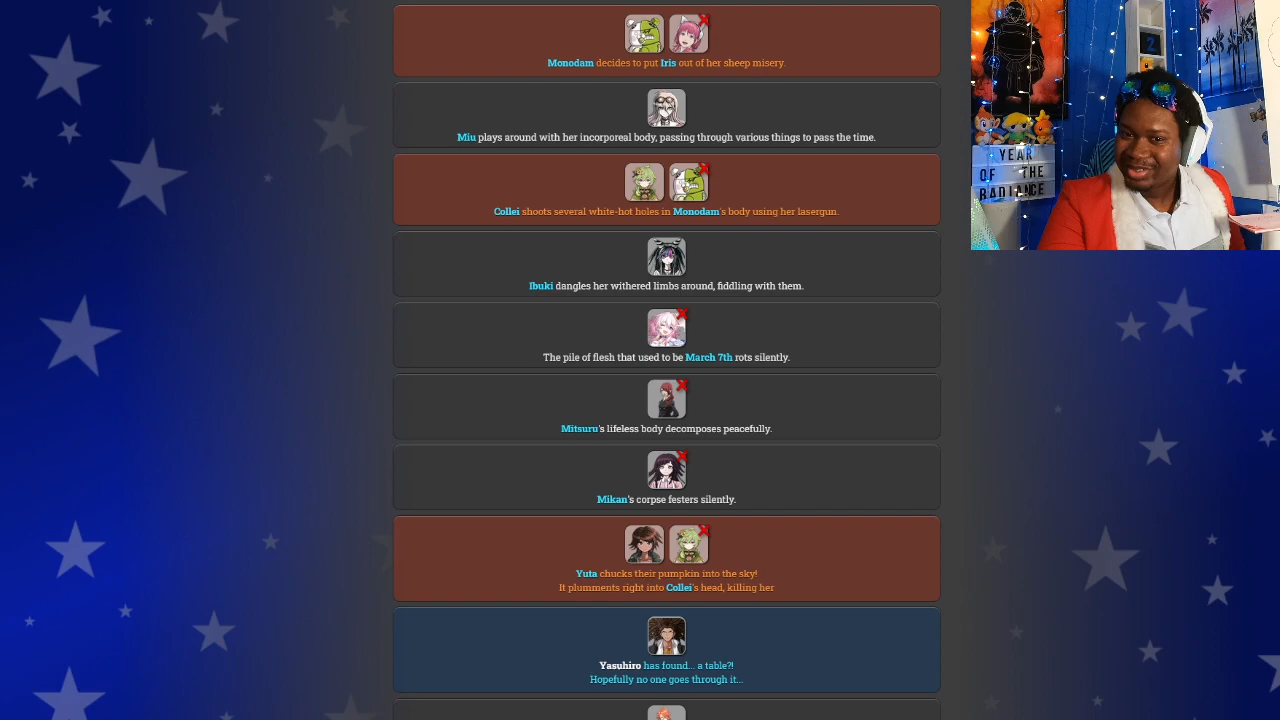 Monodam decides to put Iris out of her sheep misery.
Miu plays around with her incorporeal body, passing through various things to pass the time.
Collei shoots several white-hot holes in Monodam's body using her lasergun.
Ibuki dangles her withered limbs around, fiddling with them.
The pile of flesh that used to be March 7th rots silently.
Mitsuru's lifeless body decomposes peacefully.
Mikan's corpse festers silently.
Yuta chucks their pumpkin into the sky!
It plumments right into Collei's head, killing her
Yasuhiro has found... a table?!
Hopefully no one goes through it...
2
YEAR
OF THE
RADIANCE